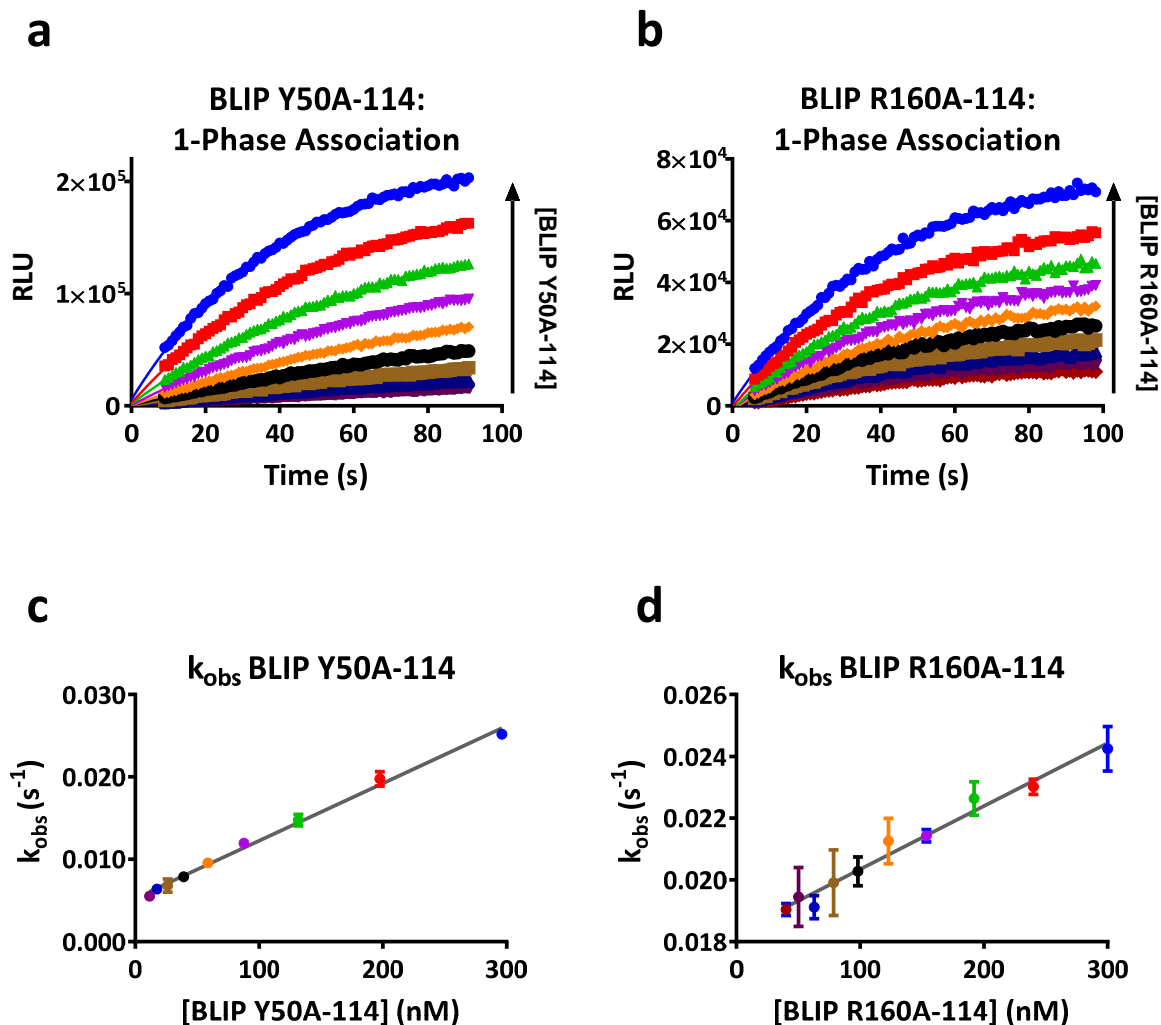 a
BLIP Y50A-114:
1-Phase Association
2×10⁵
1×10⁵
0
RLU
0 20 40 60 80 100
Time (s)
[BLIP Y50A-114]
b
BLIP R160A-114:
1-Phase Association
8×10⁴
6×10⁴
4×10⁴
2×10⁴
0
RLU
0 20 40 60 80 100
Time (s)
[BLIP R160A-114]
c
kobs BLIP Y50A-114
0.030
0.020
0.010
0.000
kobs (s⁻¹)
0 100 200 300
[BLIP Y50A-114] (nM)
d
kobs BLIP R160A-114
0.026
0.024
0.022
0.020
0.018
kobs (s⁻¹)
0 100 200 300
[BLIP R160A-114] (nM)